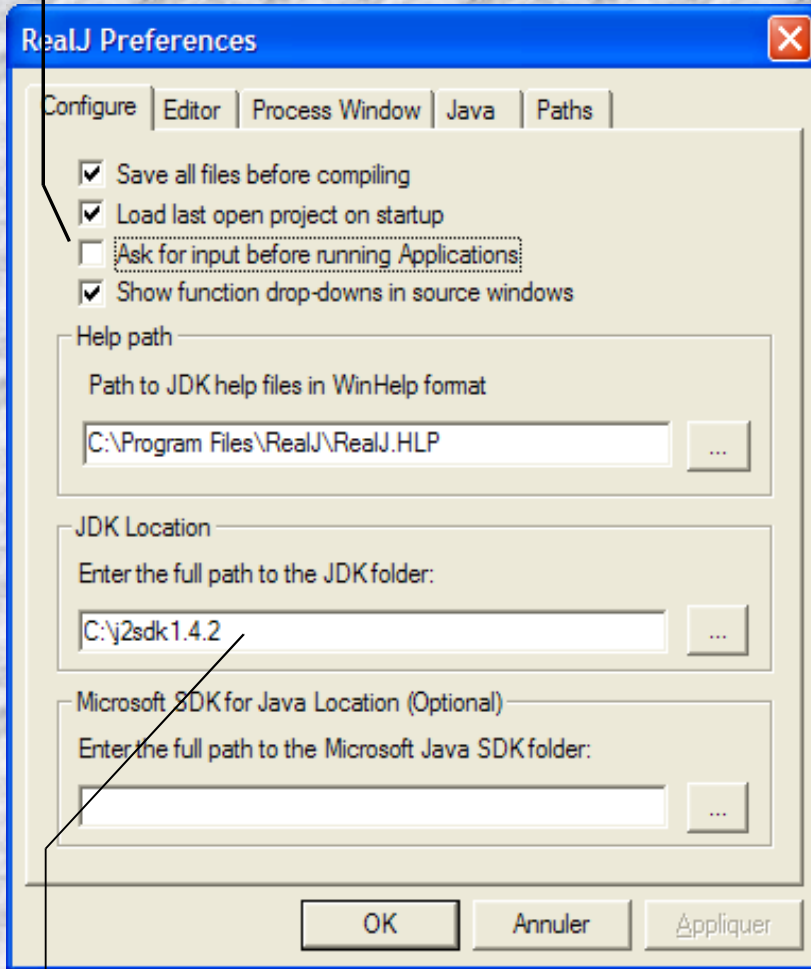 RealJ Preferences
Configure Editor Process Window Java Paths
Save all files before compiling
Load last open project on startup
Ask for input before running Applications
Show function drop-downs in source windows
Help path
Path to JDK help files in WinHelp format
C:\Program Files\RealJ\RealJ.HLP ...
JDK Location
Enter the full path to the JDK folder:
C:\j2sdk1.4.2 ...
Microsoft SDK for Java Location (Optional)
Enter the full path to the Microsoft Java SDK folder:
...
OK Annuler Appliquer